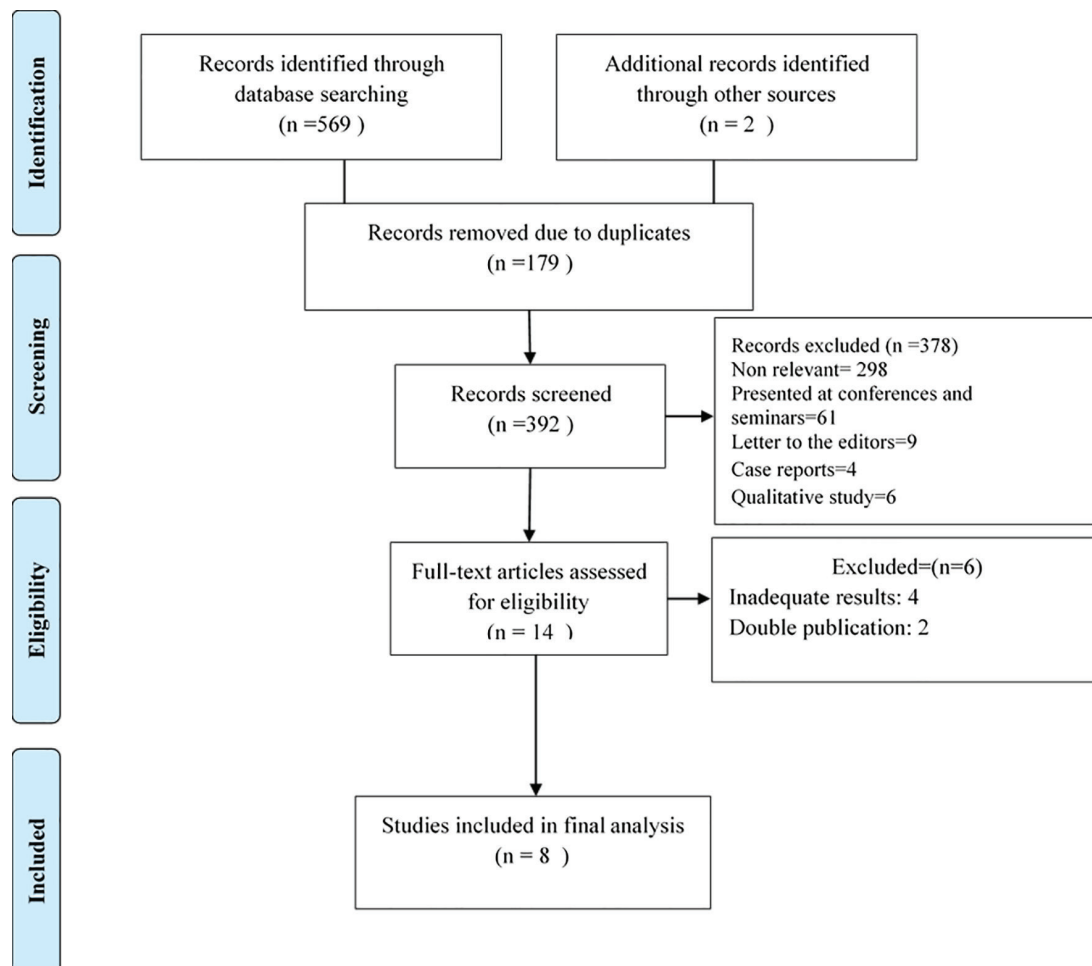 Identification
Records identified through
database searching
(n =569 )
Additional records identified
through other sources
(n = 2 )
Records removed due to duplicates
(n =179 )
Screening
Records screened
(n =392 )
Records excluded (n =378)
Non relevant= 298
Presented at conferences and
seminars=61
Letter to the editors=9
Case reports=4
Qualitative study=6
Eligibility
Full-text articles assessed
for eligibility
(n = 14 )
Excluded=(n=6)
Inadequate results: 4
Double publication: 2
Included
Studies included in final analysis
(n = 8 )